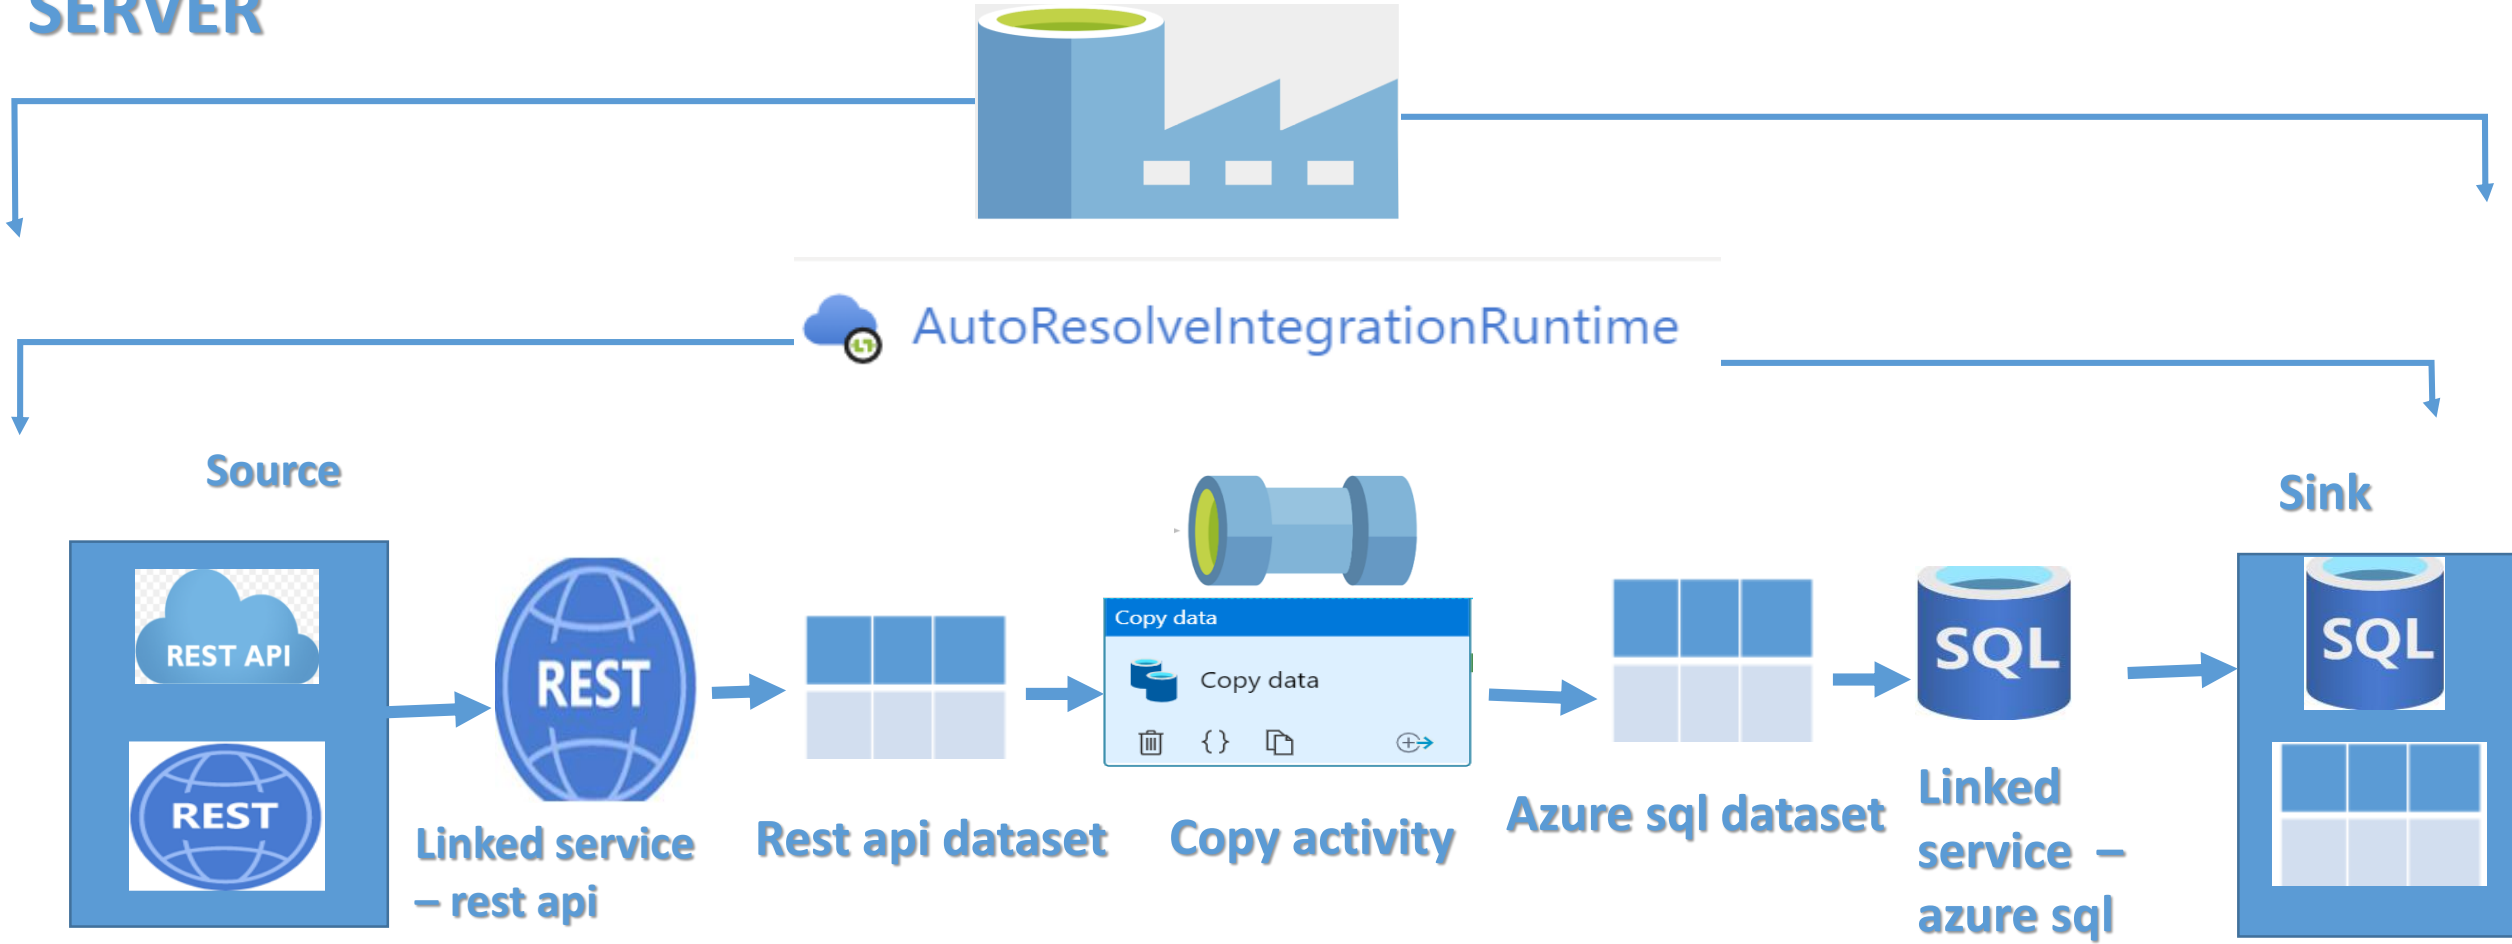 SERVER
AutoResolveIntegrationRuntime
Source
Sink
REST API
REST
REST
Copy data
Copy data
{ }
SQL
SQL
Linked service
– rest api
Rest api dataset
Copy activity
Azure sql dataset
Linked
service –
azure sql